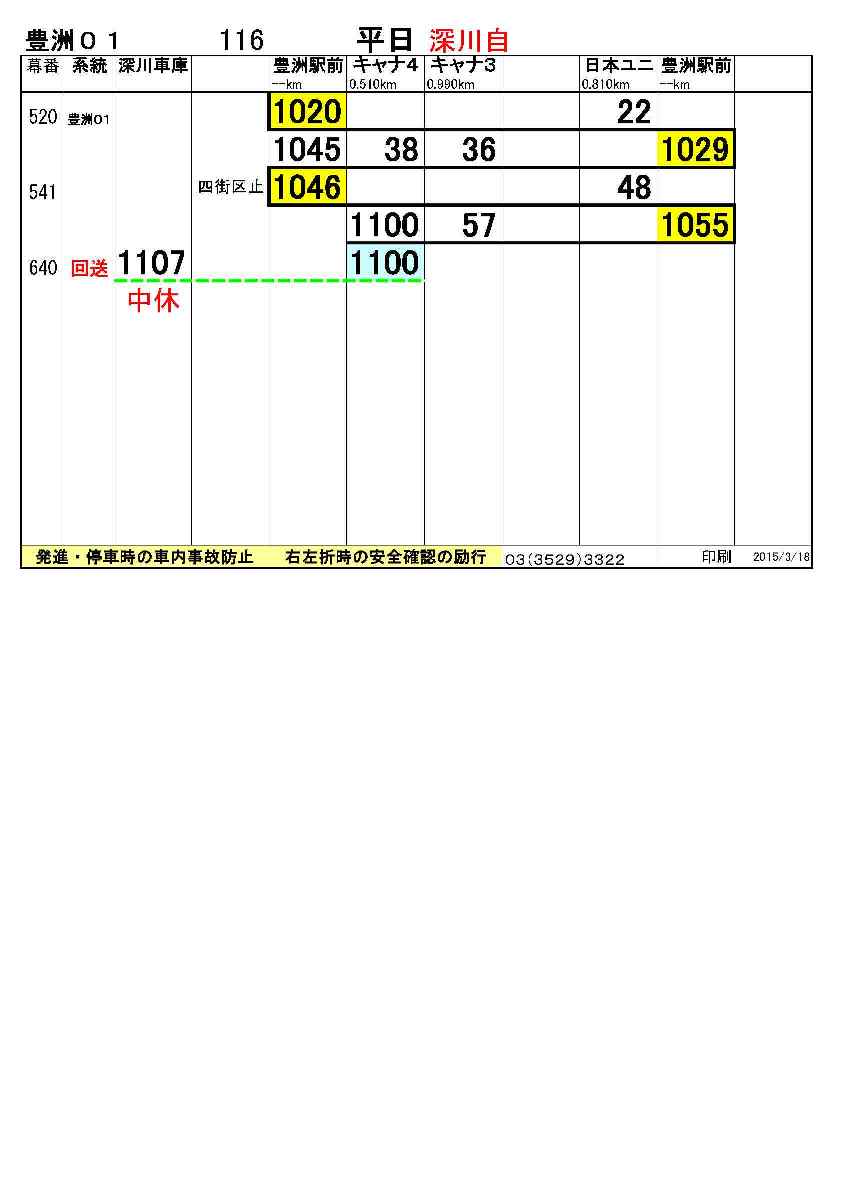 豊洲０１ 116 平日 深川自
幕番 系統 深川車庫 豊洲駅前 キャナ４ キャナ３ 日本ユニ 豊洲駅前
--km 0.510km 0.990km 0.810km --km
520 豊洲01 1020 22
1045 38 36 1029
541 四街区止 1046 48
1100 57 1055
640 回送 1107 1100
中休
発進・停車時の車内事故防止 右左折時の安全確認の励行 03(3529)3322 印刷 2015/3/18